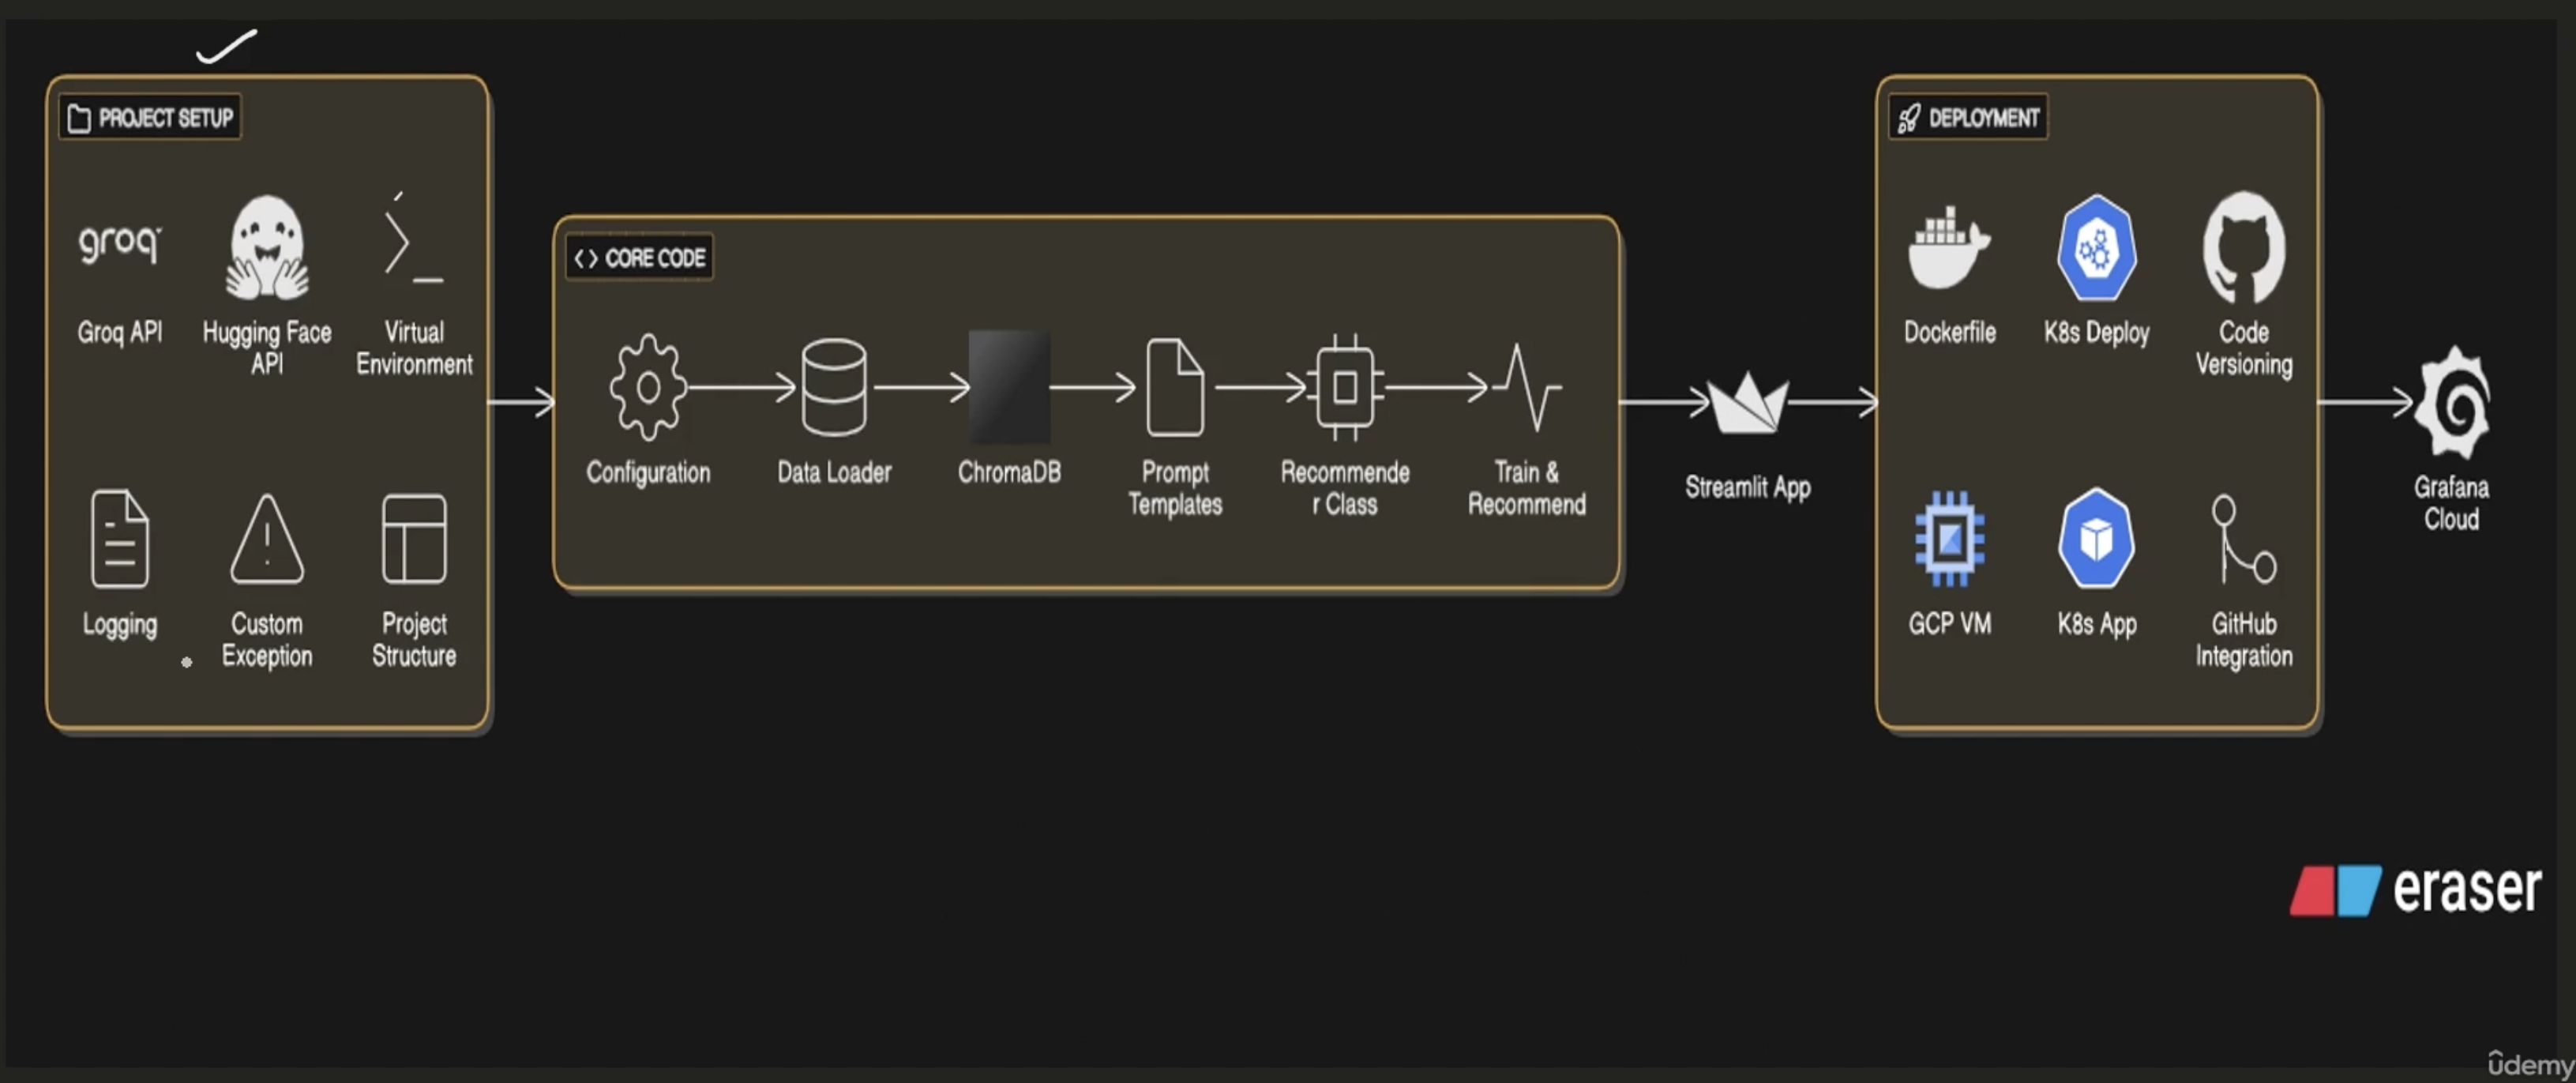 PROJECT SETUP
groq
Groq API
Hugging Face
API
Virtual
Environment
Logging
Custom
Exception
Project
Structure
CORE CODE
Configuration
Data Loader
ChromaDB
Prompt
Templates
Recommende
r Class
Train &
Recommend
Streamlit App
DEPLOYMENT
Dockerfile
K8s Deploy
Code
Versioning
GCP VM
K8s App
GitHub
Integration
Grafana
Cloud
eraser
ûdemy